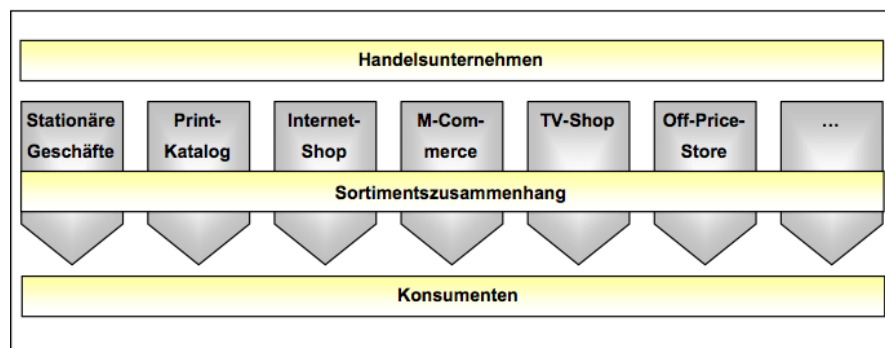 Handelsunternehmen
Stationäre Print- Internet- M-Com- TV-Shop Off-Price- ...
Geschäfte Katalog Shop merce Store
Sortimentszusammenhang
Konsumenten